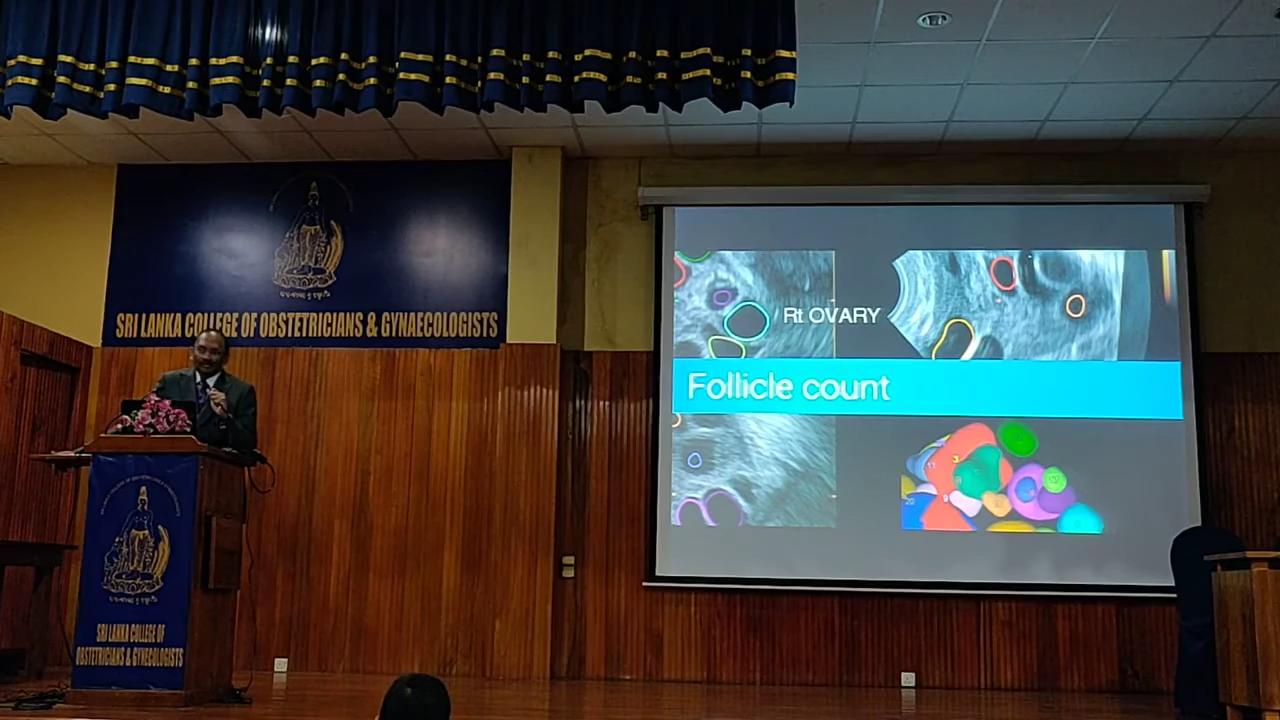 SRI LANKA COLLEGE OF OBSTETRICIANS & GYNAECOLOGISTS
Rt OVARY
Follicle count
SRI LANKA COLLEGE OF
OBSTETRICIANS & GYNECOLOGISTS